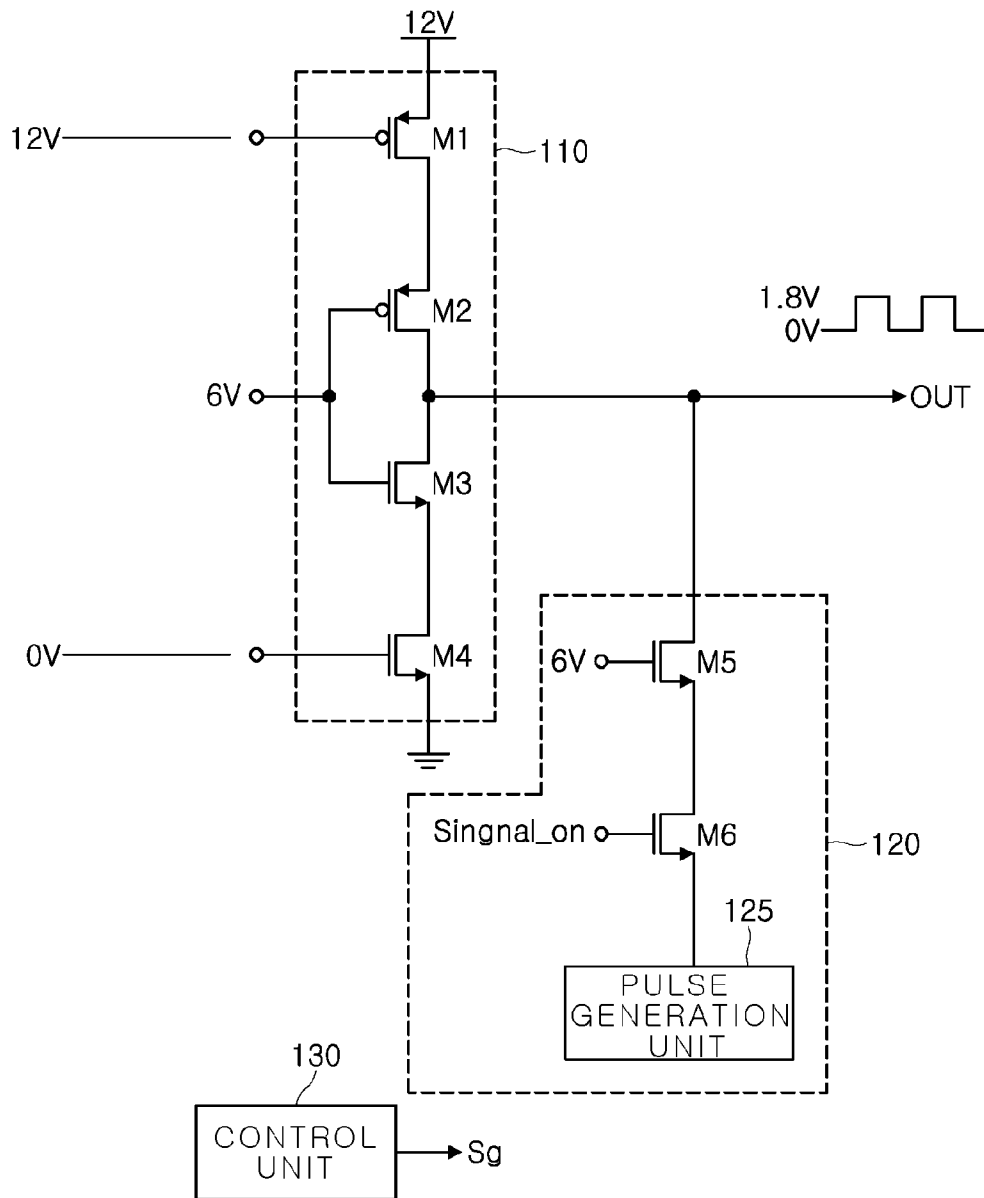 12V
12V
M1
110
M2
1.8V
0V
6V
OUT
M3
0V
M4
6V
M5
Singnal_on
M6
120
125
PULSE
GENERATION
UNIT
130
CONTROL
UNIT
Sg